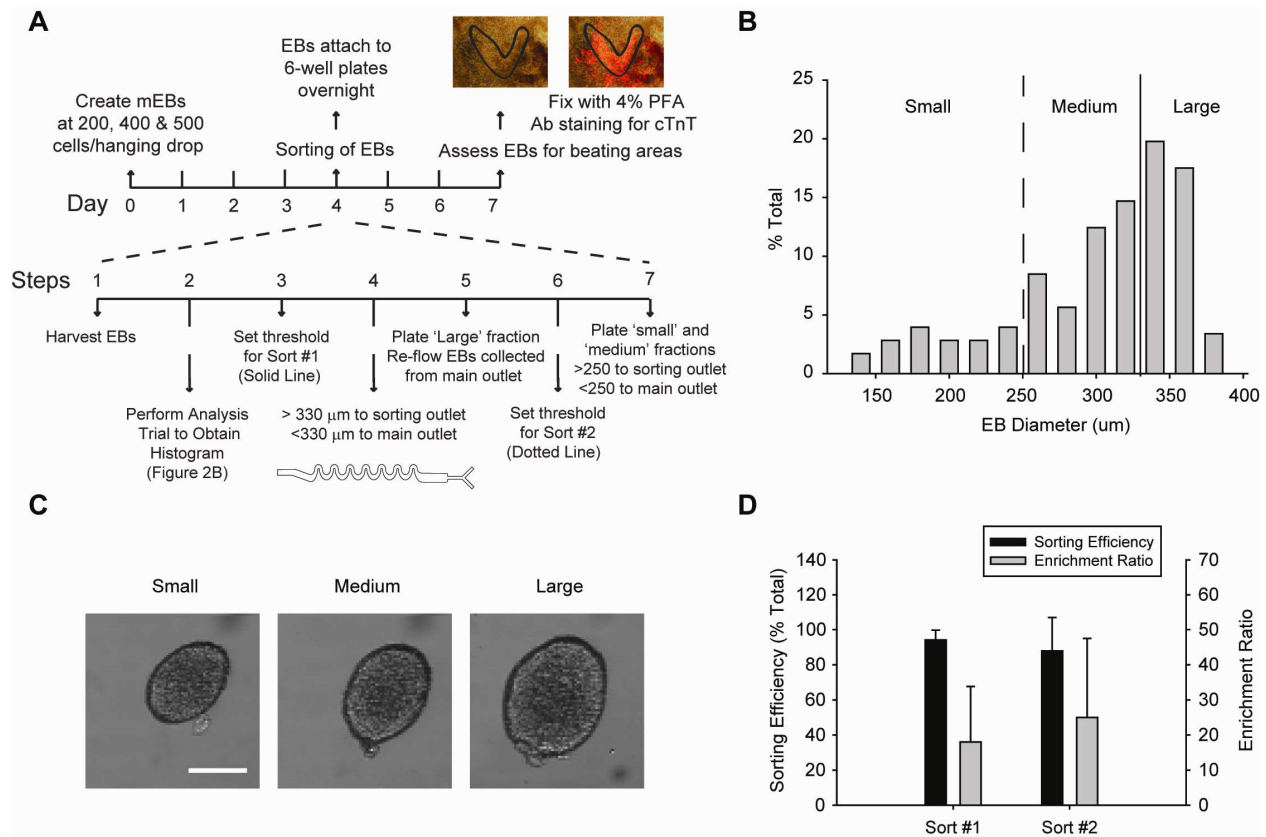 A
Create mEBs
at 200, 400 & 500
cells/hanging drop
EBs attach to
6-well plates
overnight
Sorting of EBs
Fix with 4% PFA
Ab staining for cTnT
Assess EBs for beating areas
Day 0 1 2 3 4 5 6 7
Steps 1 2 3 4 5 6 7
Harvest EBs
Set threshold
for Sort #1
(Solid Line)
Plate ‘Large’ fraction
Re-flow EBs collected
from main outlet
Plate ‘small’ and
‘medium’ fractions
>250 to sorting outlet
<250 to main outlet
Perform Analysis
Trial to Obtain
Histogram
(Figure 2B)
> 330 µm to sorting outlet
<330 µm to main outlet
Set threshold
for Sort #2
(Dotted Line)
B
Small Medium Large
% Total
25
20
15
10
5
0
150 200 250 300 350 400
EB Diameter (um)
C
Small Medium Large
D
Sorting Efficiency
Enrichment Ratio
Sorting Efficiency (% Total)
140
120
100
80
60
40
20
0
70
60
50
40
30
20
10
0
Enrichment Ratio
Sort #1 Sort #2